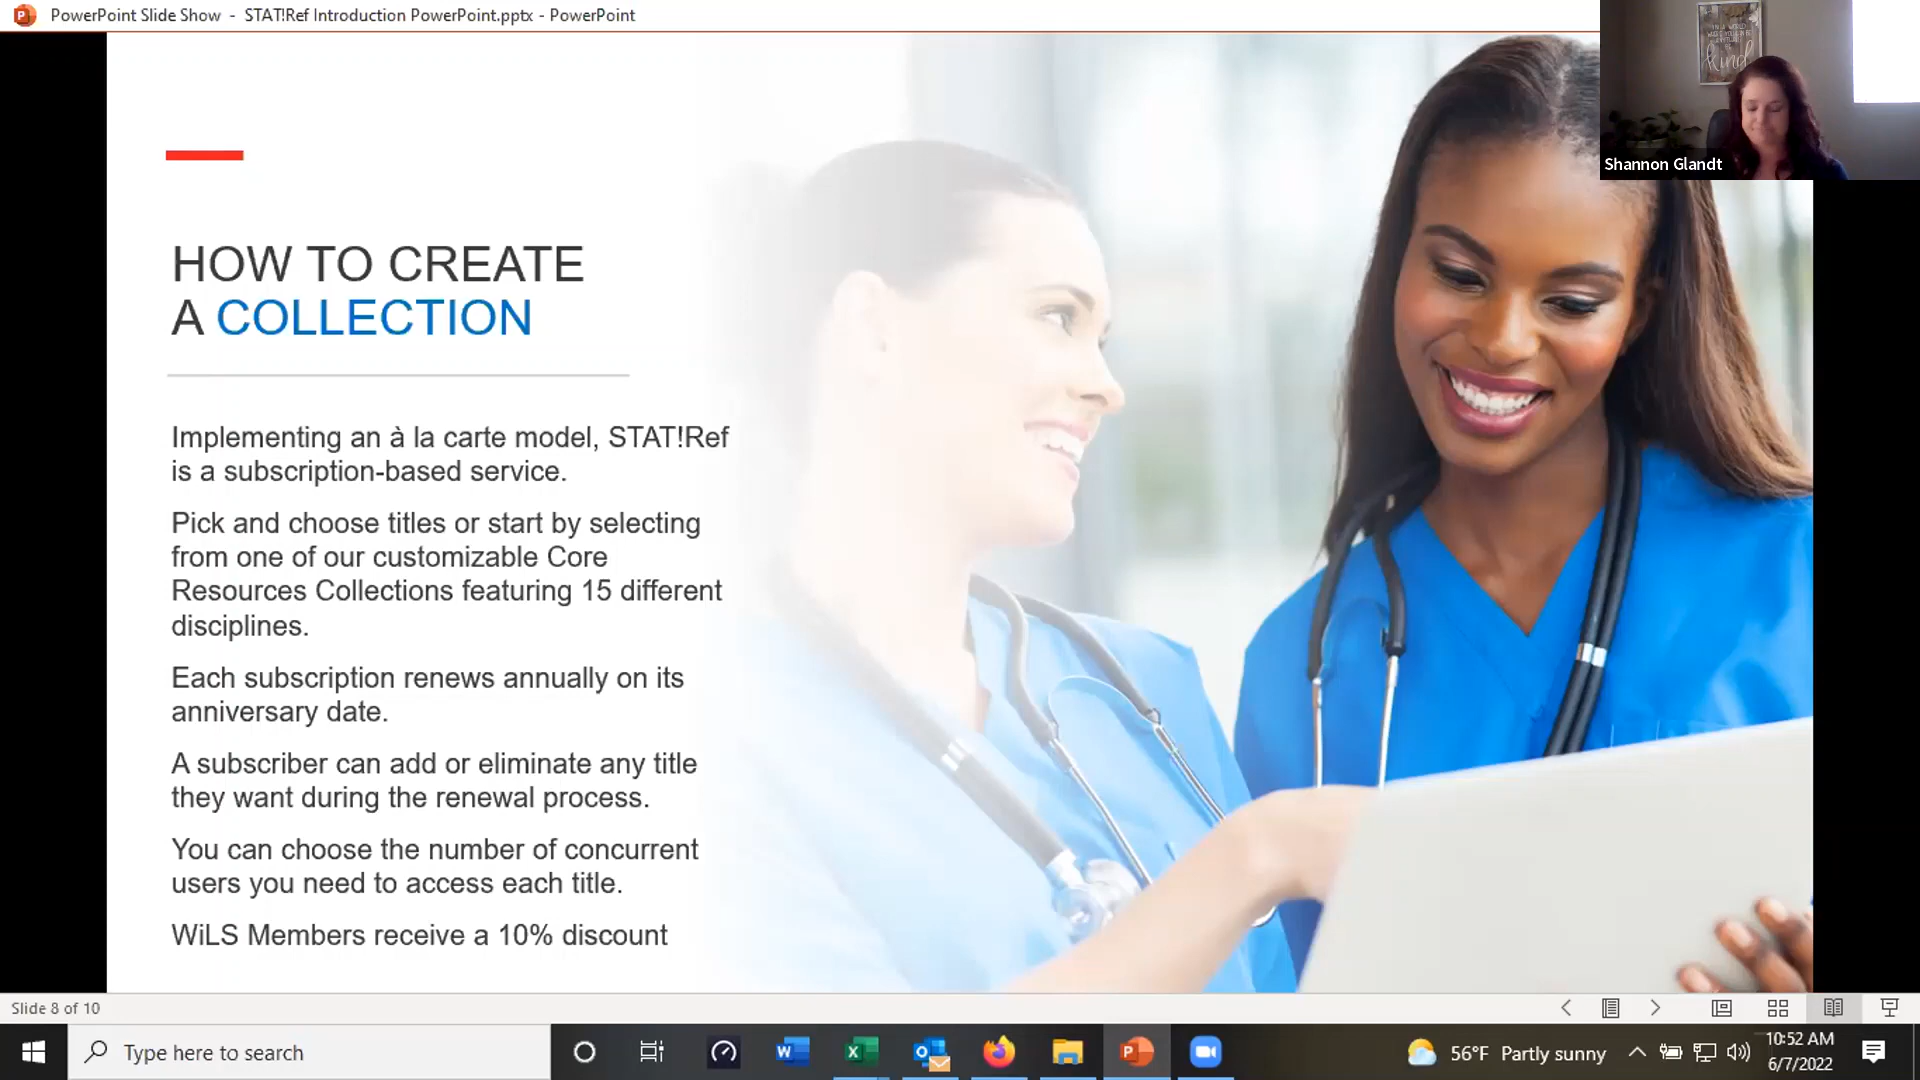 PowerPoint Slide Show - STAT!Ref Introduction PowerPoint.pptx - PowerPoint
kind
Shannon Glandt
HOW TO CREATE
A COLLECTION
Implementing an à la carte model, STAT!Ref
is a subscription-based service.
Pick and choose titles or start by selecting
from one of our customizable Core
Resources Collections featuring 15 different
disciplines.
Each subscription renews annually on its
anniversary date.
A subscriber can add or eliminate any title
they want during the renewal process.
You can choose the number of concurrent
users you need to access each title.
WiLS Members receive a 10% discount
Slide 8 of 10
Type here to search
56°F Partly sunny
10:52 AM
6/7/2022